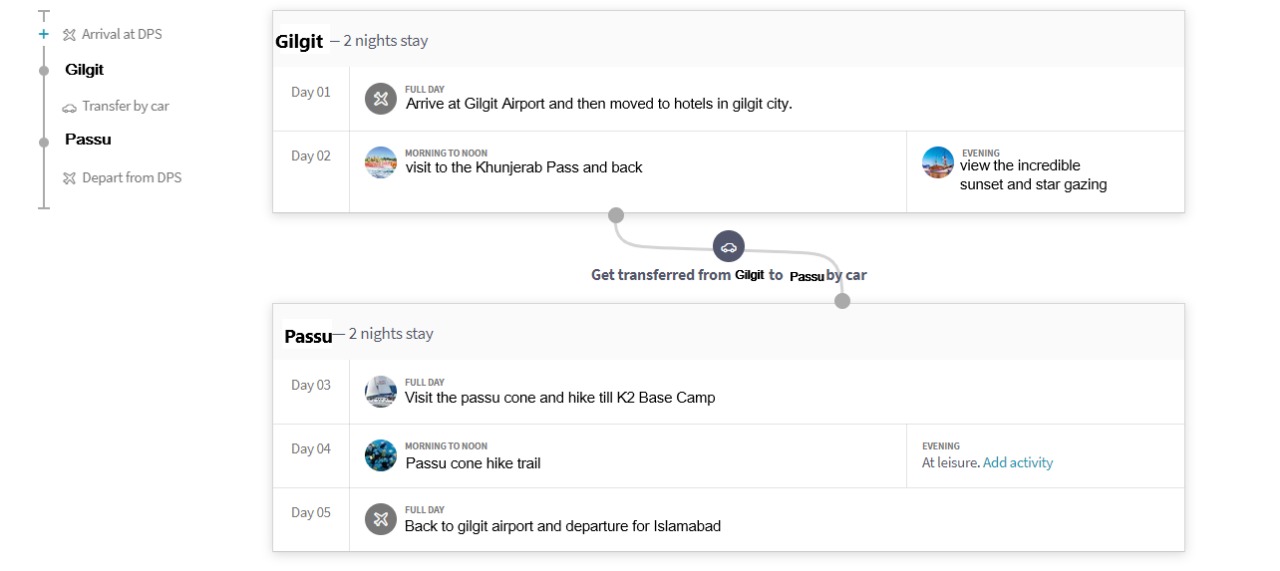 + Arrival at DPS
Gilgit
Transfer by car
Passu
Depart from DPS
Gilgit – 2 nights stay
Day 01
FULL DAY
Arrive at Gilgit Airport and then moved to hotels in gilgit city.
Day 02
MORNING TO NOON
visit to the Khunjerab Pass and back
EVENING
view the incredible
sunset and star gazing
Get transferred from Gilgit to Passu by car
Passu — 2 nights stay
Day 03
FULL DAY
Visit the passu cone and hike till K2 Base Camp
Day 04
MORNING TO NOON
Passu cone hike trail
EVENING
At leisure. Add activity
Day 05
FULL DAY
Back to gilgit airport and departure for Islamabad